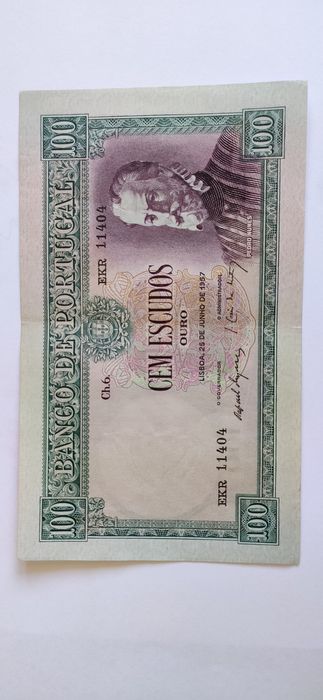 100
BANCO DE PORTUGAL
100
EKR 11404
Ch.6.
CEM ESCUDOS
OURO
LISBOA, 25 DE JUNHO DE 1957
O GOVERNADOR
O ADMINISTRADOR
EKR 11404
PEDRO NUNES
100
100